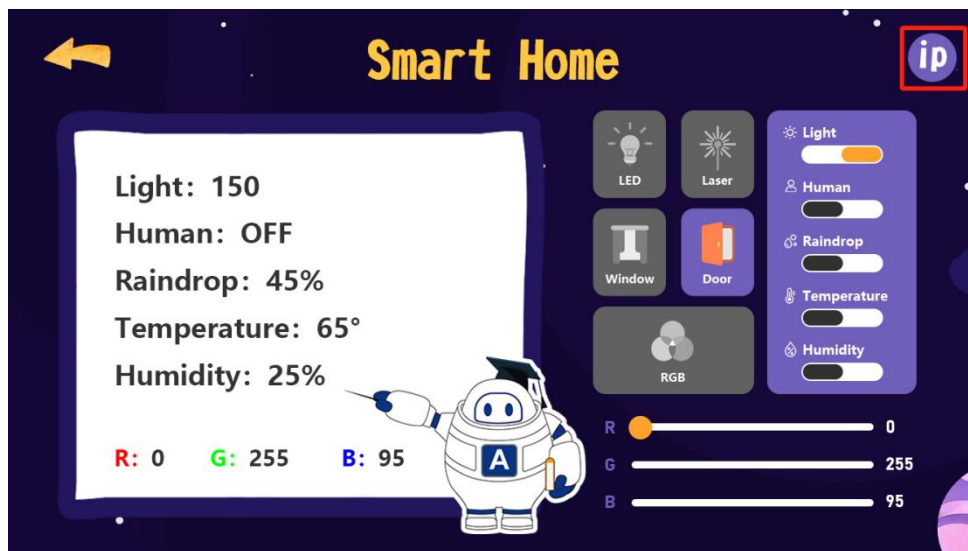 Smart Home
ip
Light: 150
Human: OFF
Raindrop: 45%
Temperature: 65°
Humidity: 25%
R: 0 G: 255 B: 95
A
LED
Laser
Window
Door
RGB
Light
Human
Raindrop
Temperature
Humidity
R 0
G 255
B 95